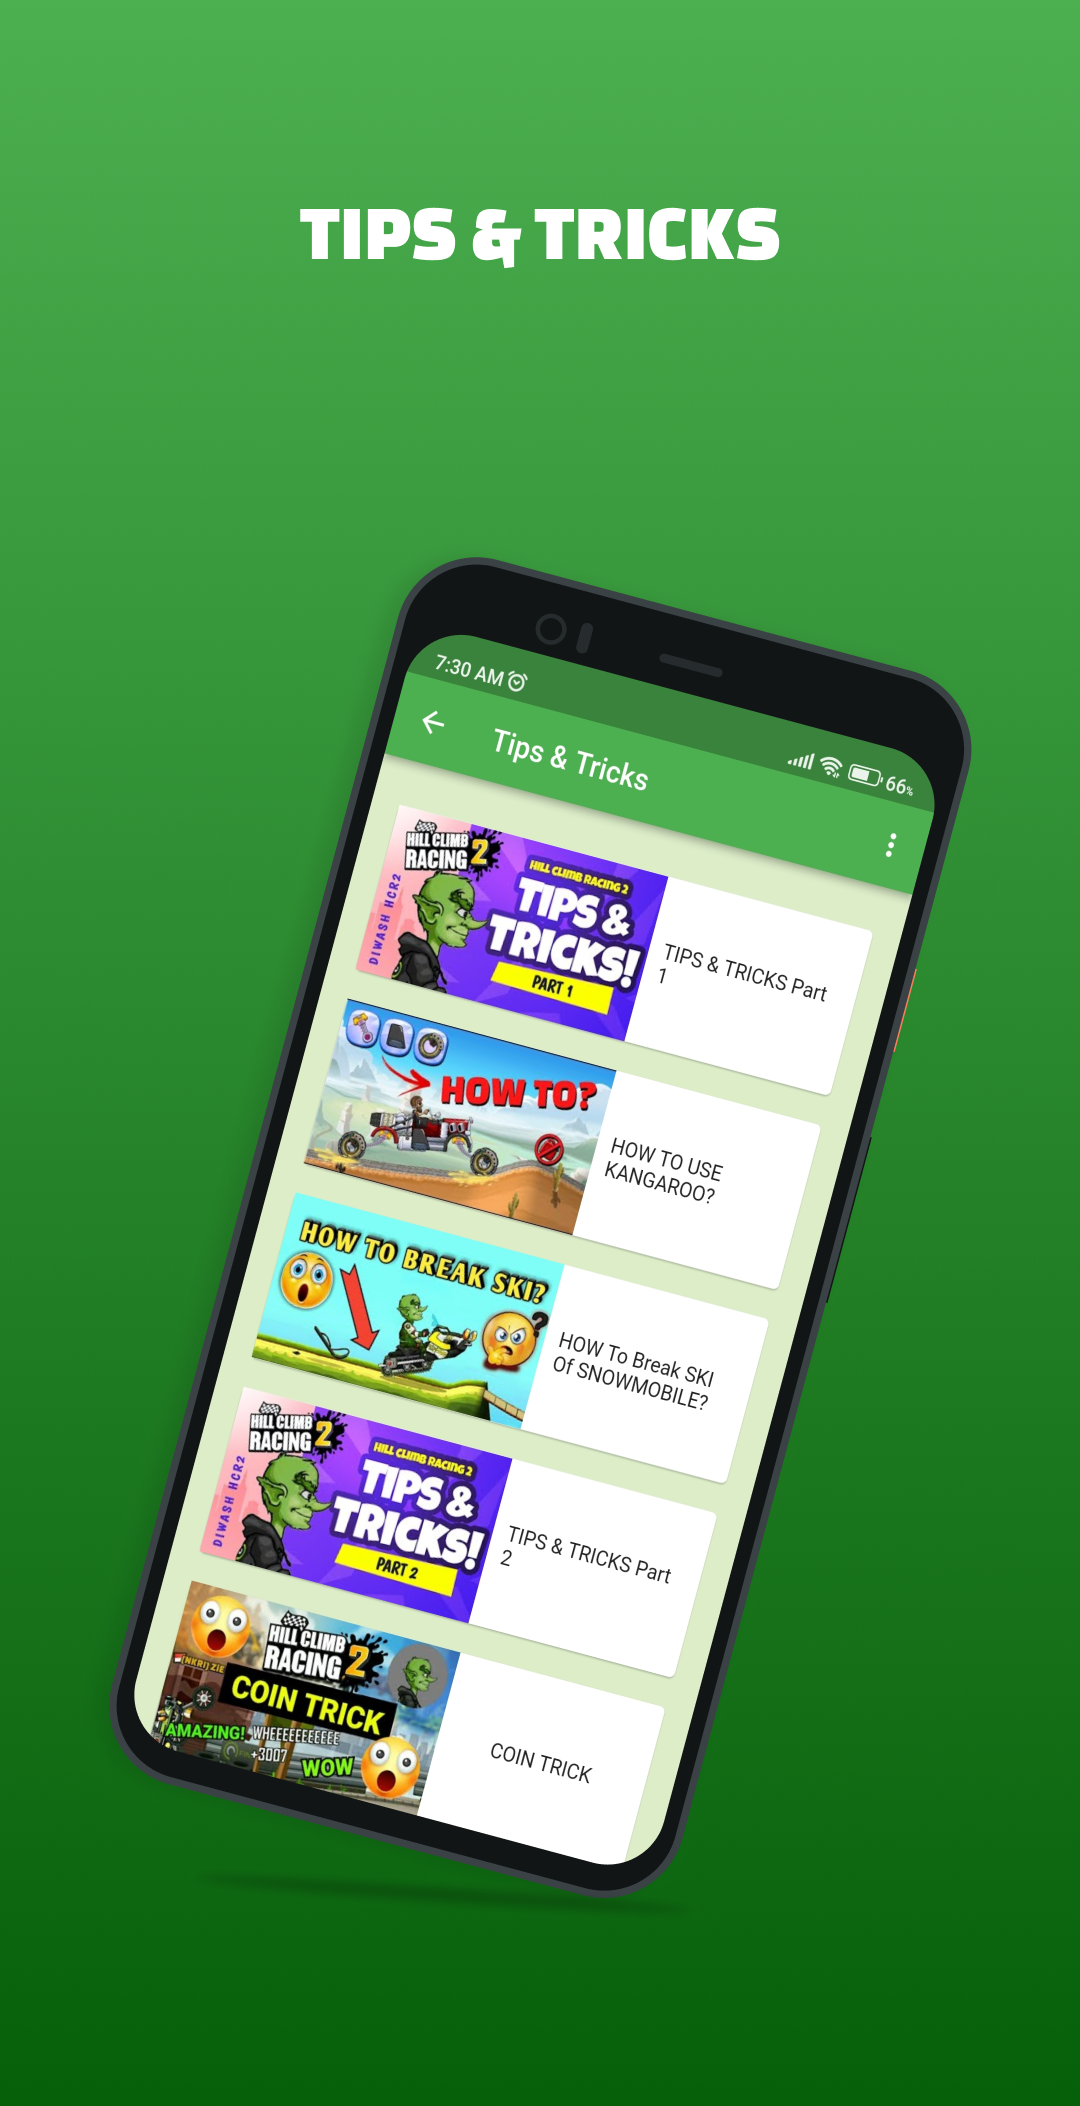 TIPS & TRICKS
7:30 AM
66%
Tips & Tricks
HILL CLIMB
RACING 2
DIWASH HCR2
HILL CLIMB RACING 2
TIPS &
TRICKS!
PART 1
TIPS & TRICKS Part
1
HOW TO?
HOW TO USE
KANGAROO?
HOW TO BREAK SKI?
?
HOW To Break SKI
Of SNOWMOBILE?
HILL CLIMB
RACING 2
DIWASH HCR2
HILL CLIMB RACING 2
TIPS &
TRICKS!
PART 2
TIPS & TRICKS Part
2
HILL CLIMB
RACING 2
[NKRI] ZIE
COIN TRICK
AMAZING! WHEEEEEEEEEEE
+3007
WOW
COIN TRICK